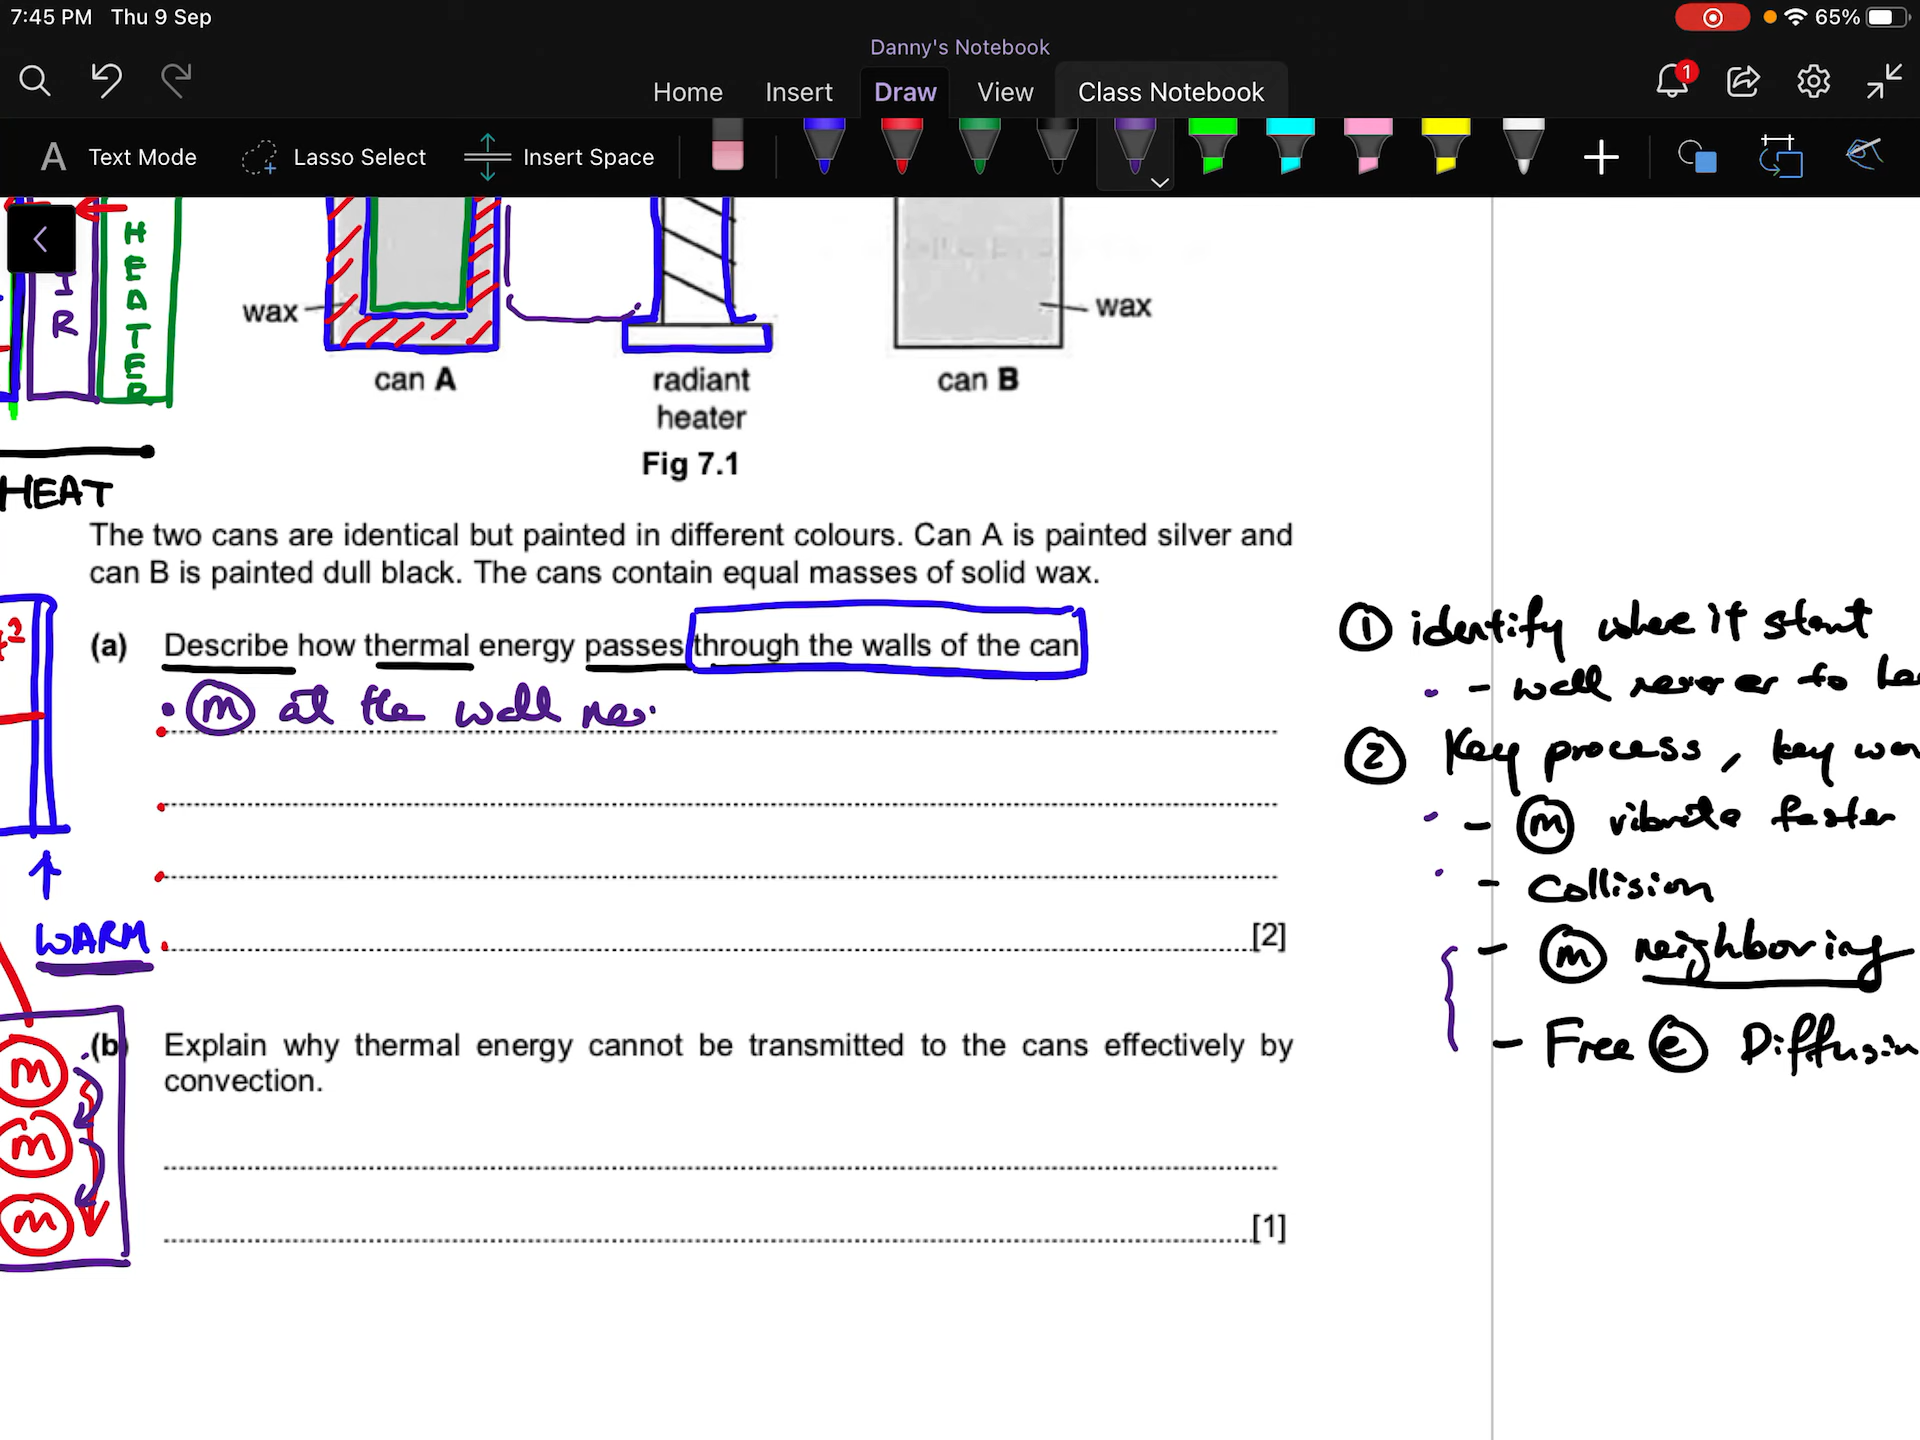 7:45 PM Thu 9 Sep
65%
Danny's Notebook
1
Home Insert Draw View Class Notebook
A Text Mode Lasso Select Insert Space
HEATER
IR
wax
wax
can A
radiant
heater
can B
Fig 7.1
HEAT
The two cans are identical but painted in different colours. Can A is painted silver and
can B is painted dull black. The cans contain equal masses of solid wax.
(a) Describe how thermal energy passes through the walls of the can
• m at the wall
[2]
WARM
(b) Explain why thermal energy cannot be transmitted to the cans effectively by
convection.
[1]
m
m
m
① identify where it start
- wall nearer to
② Key process, key
- m vibrate faster
- Collision
- m neighboring
- Free e Diffusion